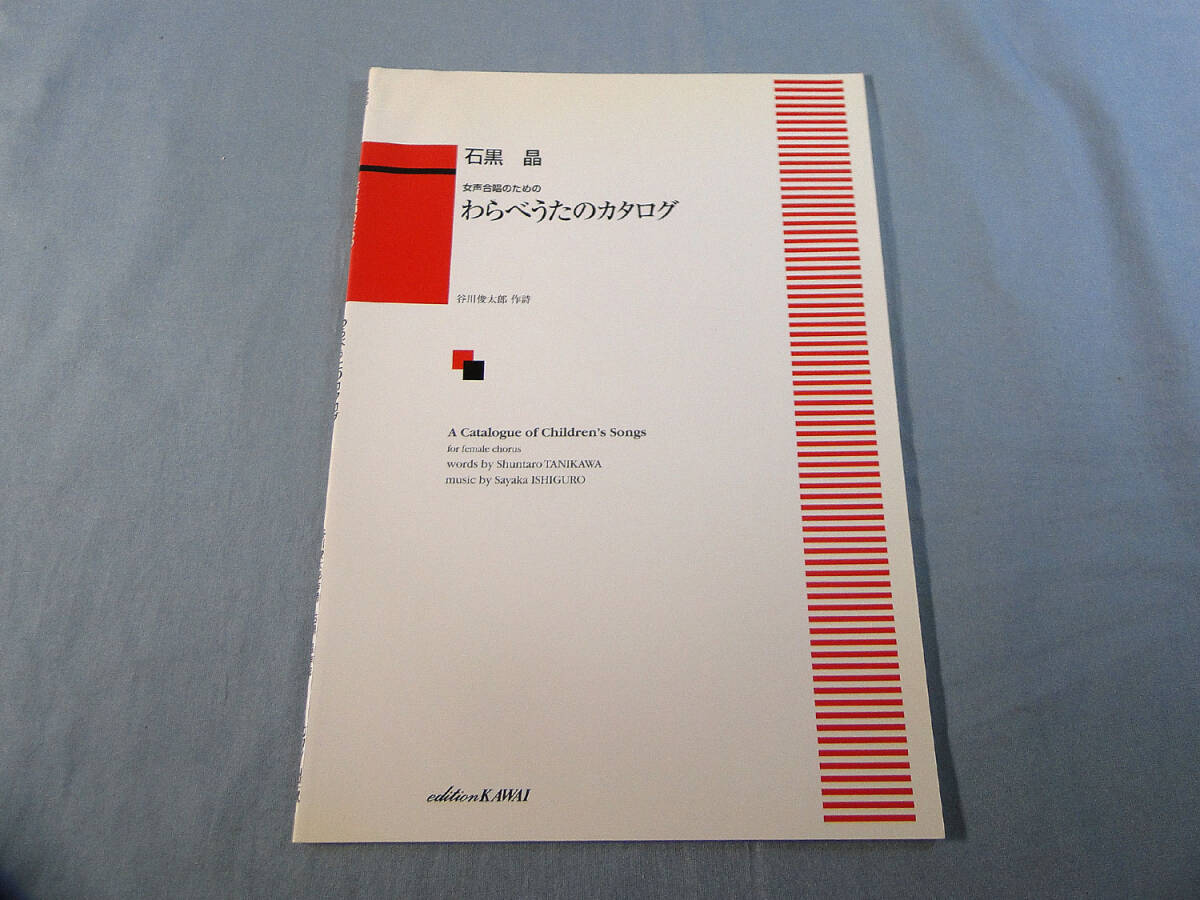 石黒 晶
女声合唱のための
わらべうたのカタログ
谷川俊太郎 作詩
A Catalogue of Children's Songs
for female chorus
words by Shuntaro TANIKAWA
music by Sayaka ISHIGURO
edition KAWAI